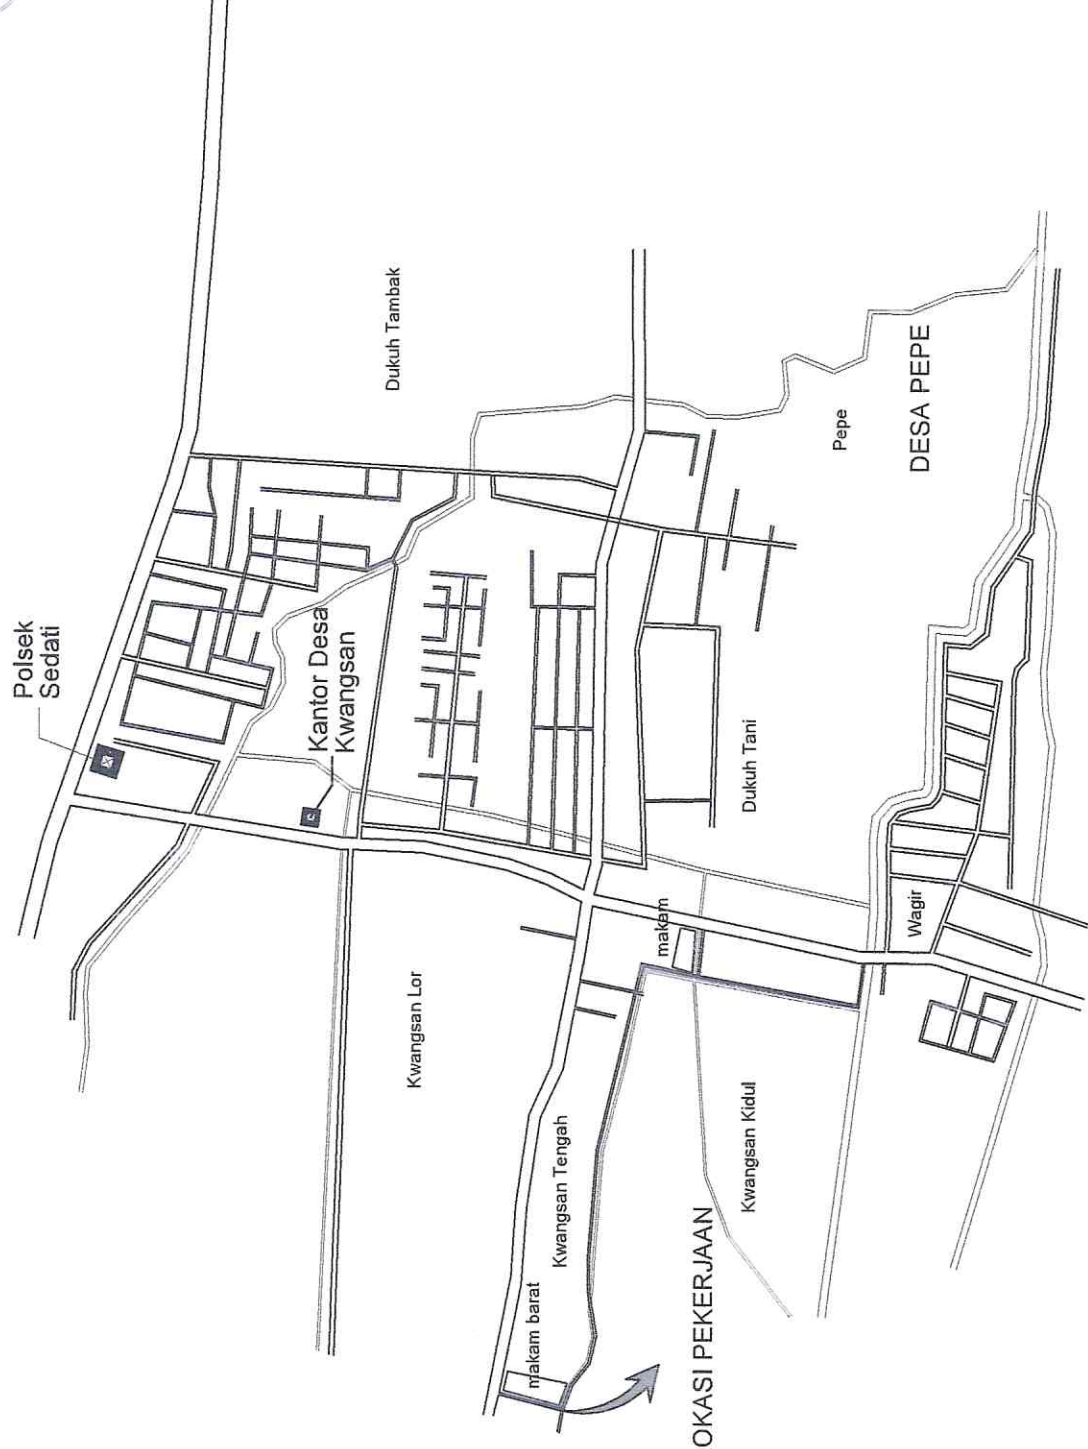 Polsek
Sedati
Kantor Desa
Kwangsan
Dukuh Tambak
Kwangsan Lor
makam barat
Kwangsan Tengah
makam
Dukuh Tani
Pepe
DESA PEPE
Wagir
Kwangsan Kidul
OKASI PEKERJAAN